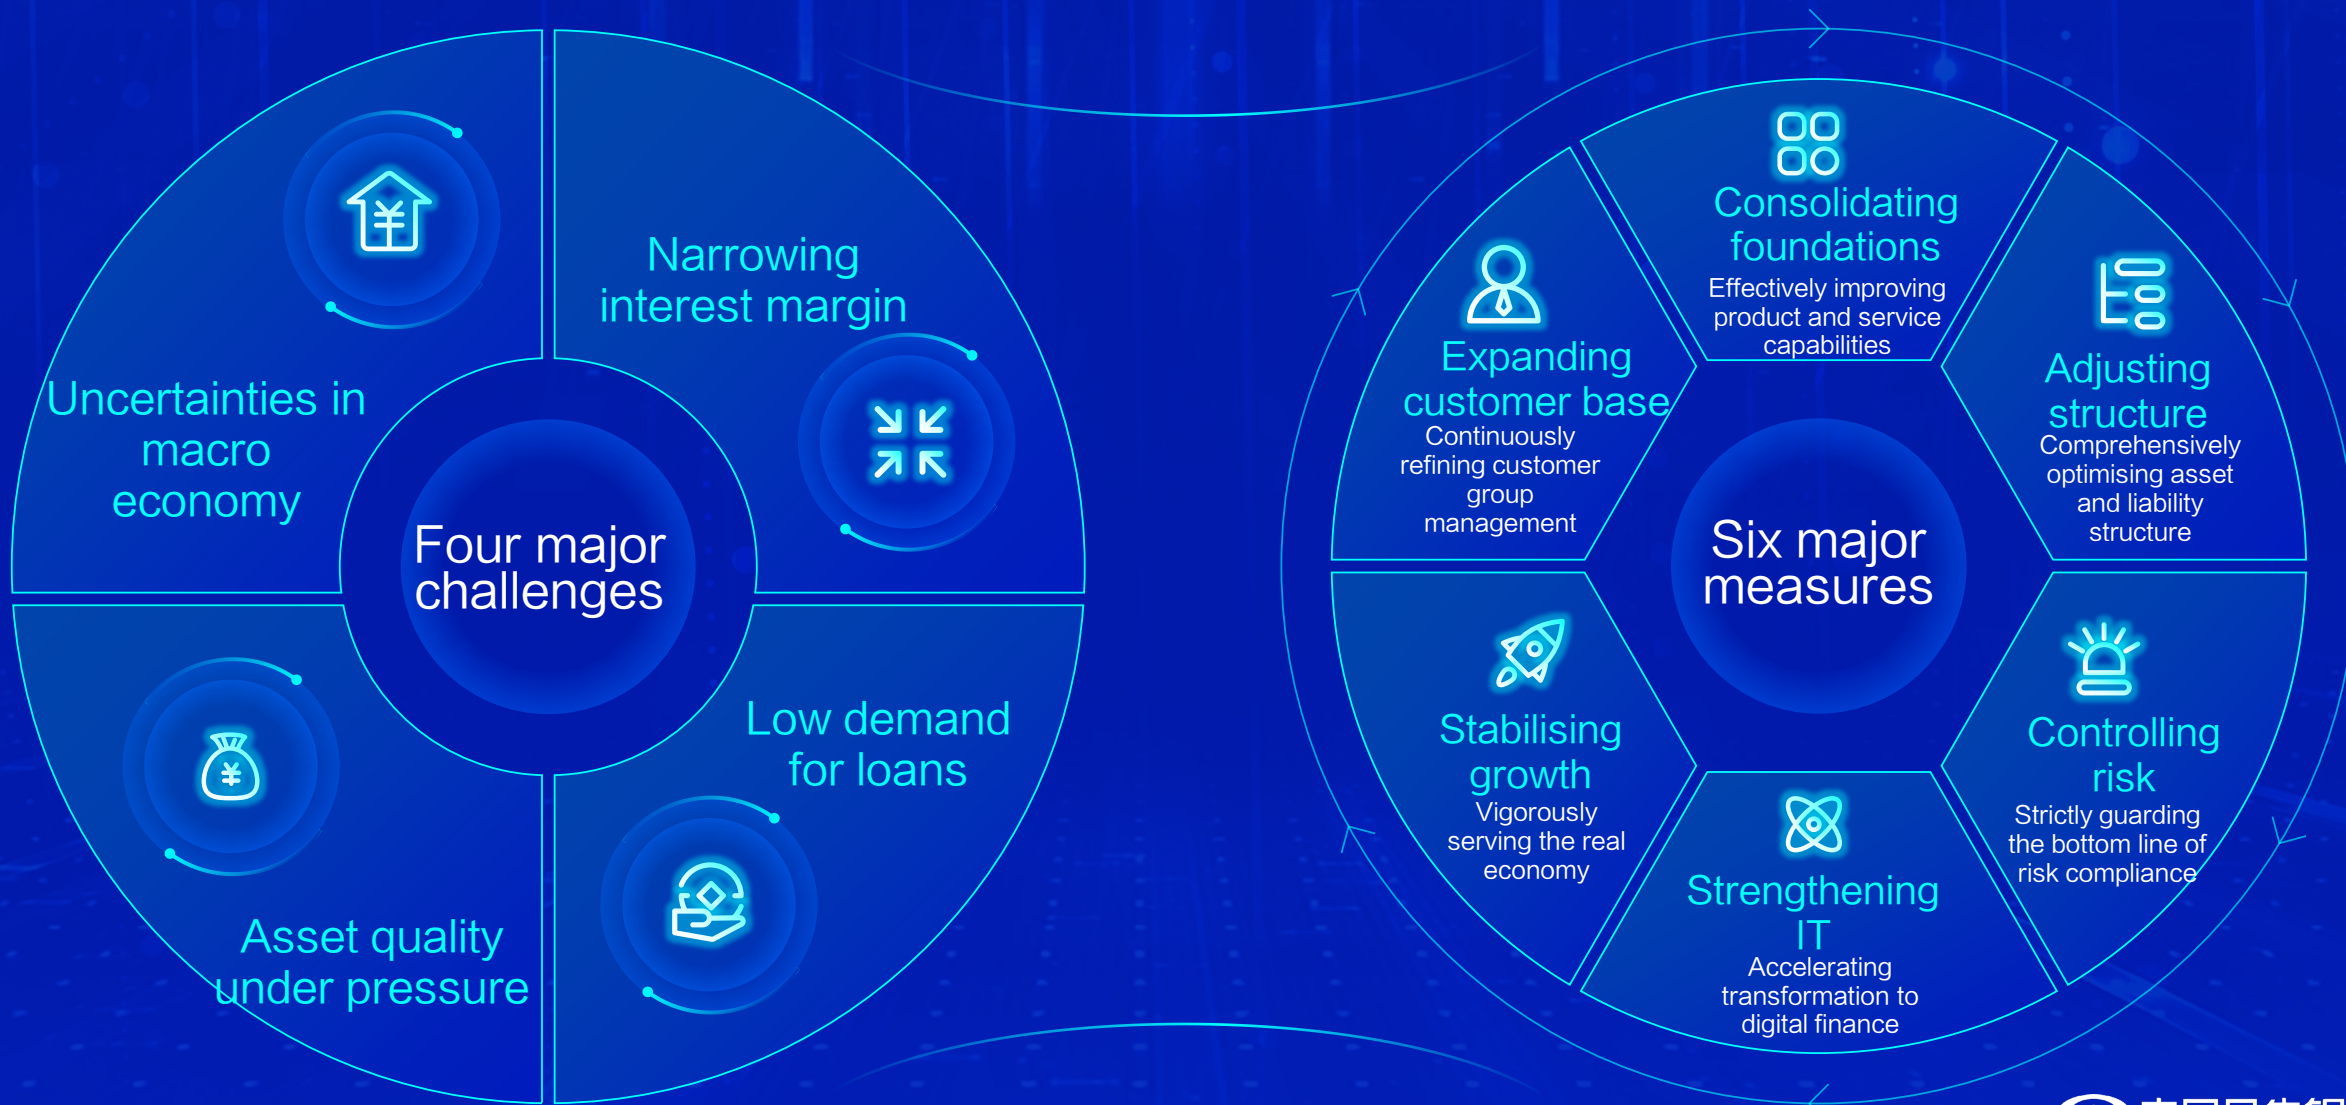 Four major
challenges
Uncertainties in
macro
economy
Narrowing
interest margin
Low demand
for loans
Asset quality
under pressure
Six major
measures
Consolidating
foundations
Effectively improving
product and service
capabilities
Adjusting
structure
Comprehensively
optimising asset
and liability
structure
Controlling
risk
Strictly guarding
the bottom line of
risk compliance
Strengthening
IT
Accelerating
transformation to
digital finance
Stabilising
growth
Vigorously
serving the real
economy
Expanding
customer base
Continuously
refining customer
group
management